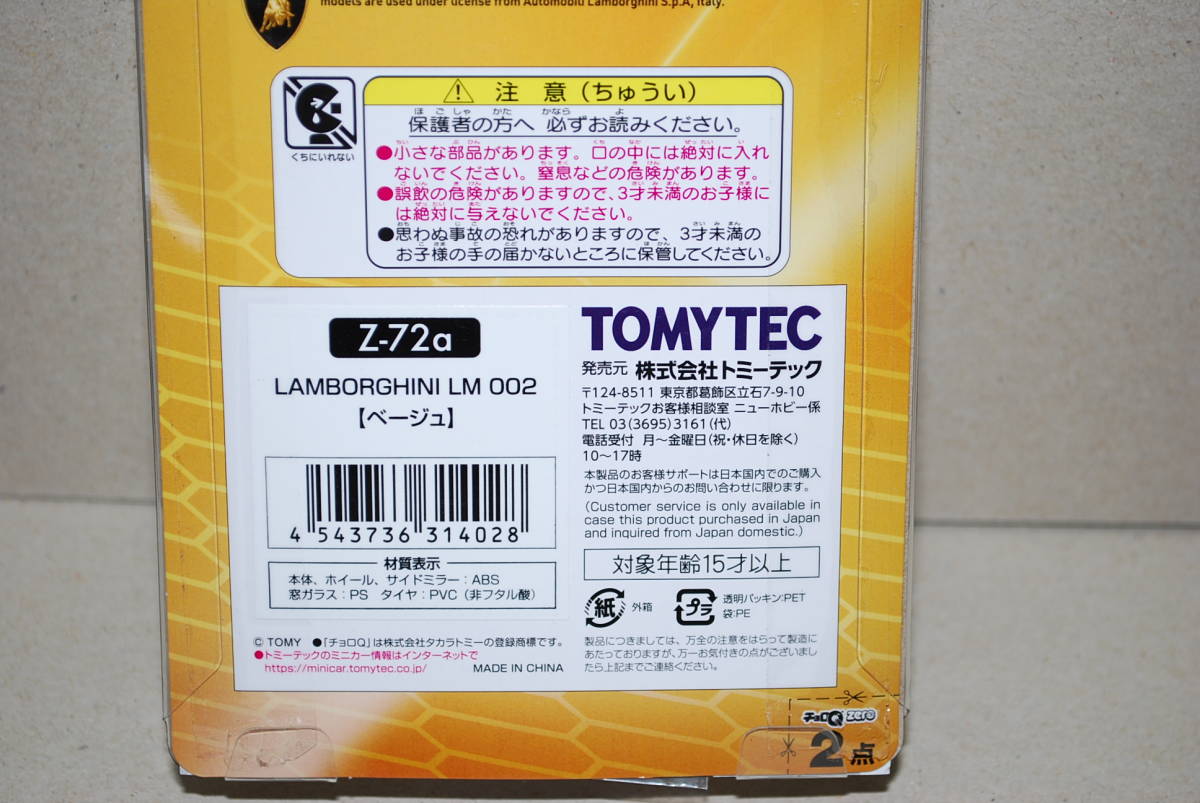 models are used under license from Automobili Lamborghini S.p.A, Italy.
くちにいれない
注 意（ちゅうい）
保護者の方へ 必ずお読みください。
●小さな部品があります。口の中には絶対に入れ
ないでください。窒息などの危険があります。
●誤飲の危険がありますので、3才未満のお子様に
は絶対に与えないでください。
●思わぬ事故の恐れがありますので、3才未満の
お子様の手の届かないところに保管してください。
Z-72a
LAMBORGHINI LM 002
【ベージュ】
4 543736 314028
材質表示
本体、ホイール、サイドミラー：ABS
窓ガラス：PS タイヤ：PVC（非フタル酸）
© TOMY ●「チョロQ」は株式会社タカラトミーの登録商標です。
●トミーテックのミニカー情報はインターネットで
https://minicar.tomytec.co.jp/
MADE IN CHINA
TOMYTEC
発売元 株式会社トミーテック
〒124-8511 東京都葛飾区立石7-9-10
トミーテックお客様相談室 ニューホビー係
TEL 03(3695)3161(代)
電話受付 月〜金曜日(祝・休日を除く)
10〜17時
本製品のお客様サポートは日本国内でのご購入
かつ日本国内からのお問い合わせに限ります。
(Customer service is only available in
case this product purchased in Japan
and inquired from Japan domestic.)
対象年齢15才以上
紙 外箱
プラ 透明パッキン:PET
袋:PE
製品につきましては、万全の注意をはらって製造に
あたっておりますが、万一お気付きの点がございまし
たら上記までご連絡ください。
チョロQ zero
2点